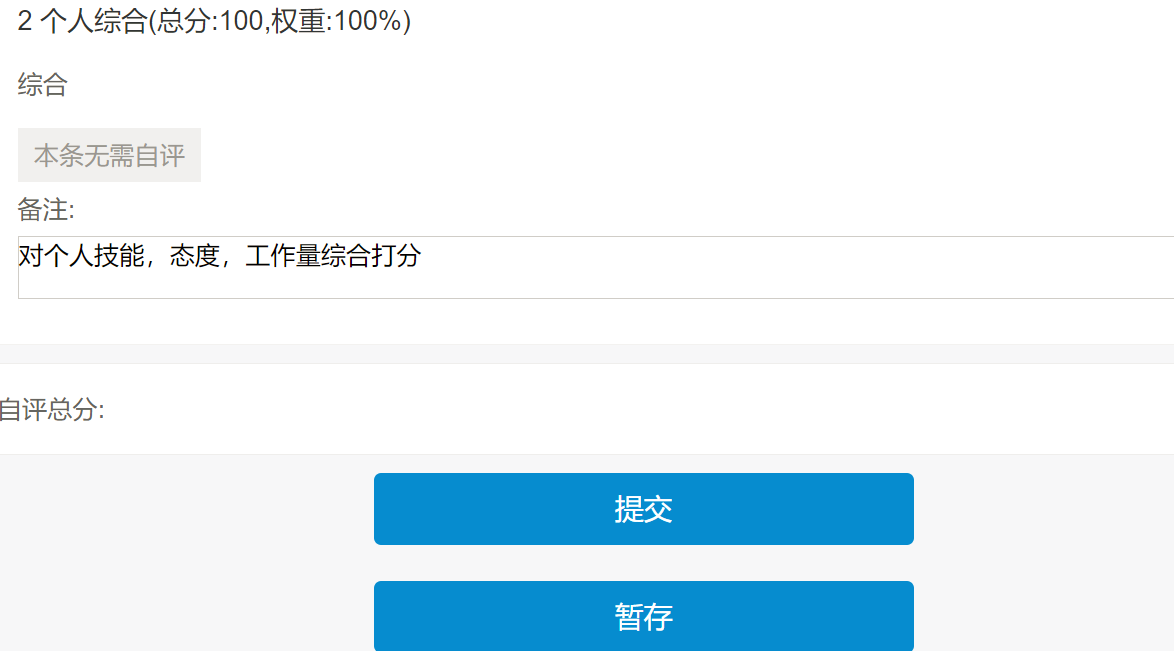 2 个人综合(总分:100,权重:100%)
综合
本条无需自评
备注:
对个人技能，态度，工作量综合打分
自评总分:
提交
暂存